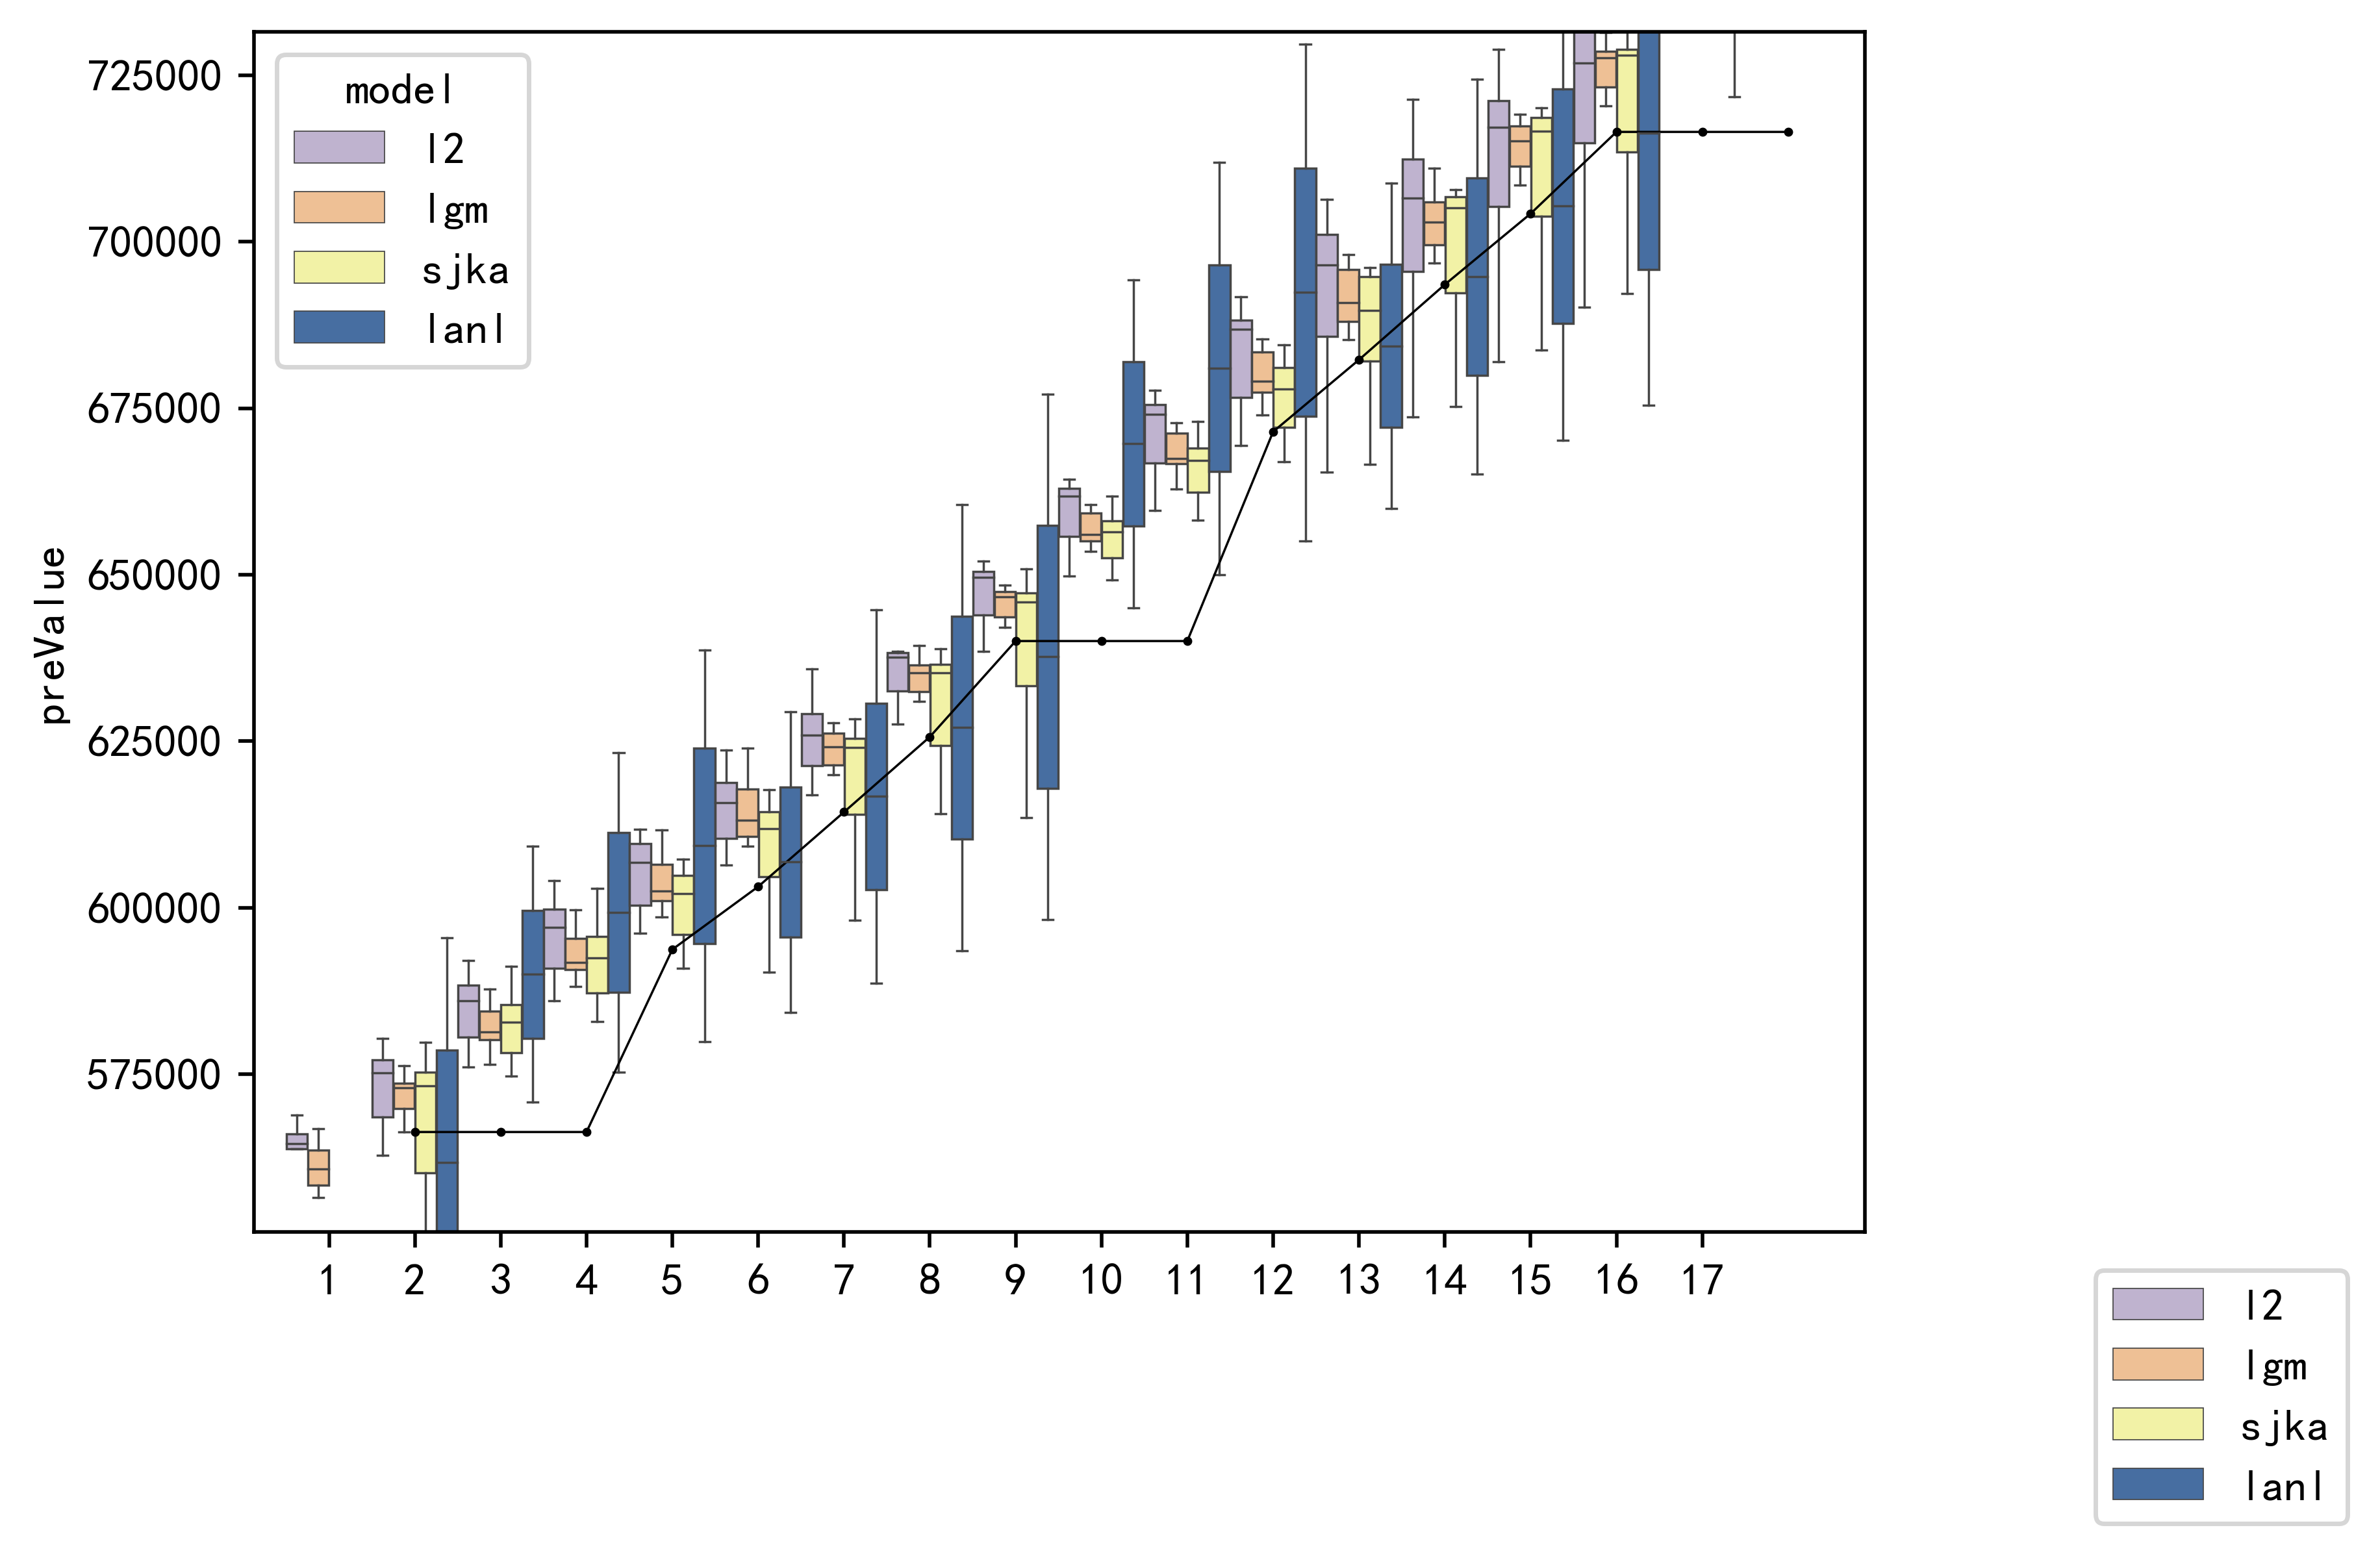 model
l2
lgm
sjka
lanl
preValue
725000
700000
675000
650000
625000
600000
575000
1 2 3 4 5 6 7 8 9 10 11 12 13 14 15 16 17
l2
lgm
sjka
lanl